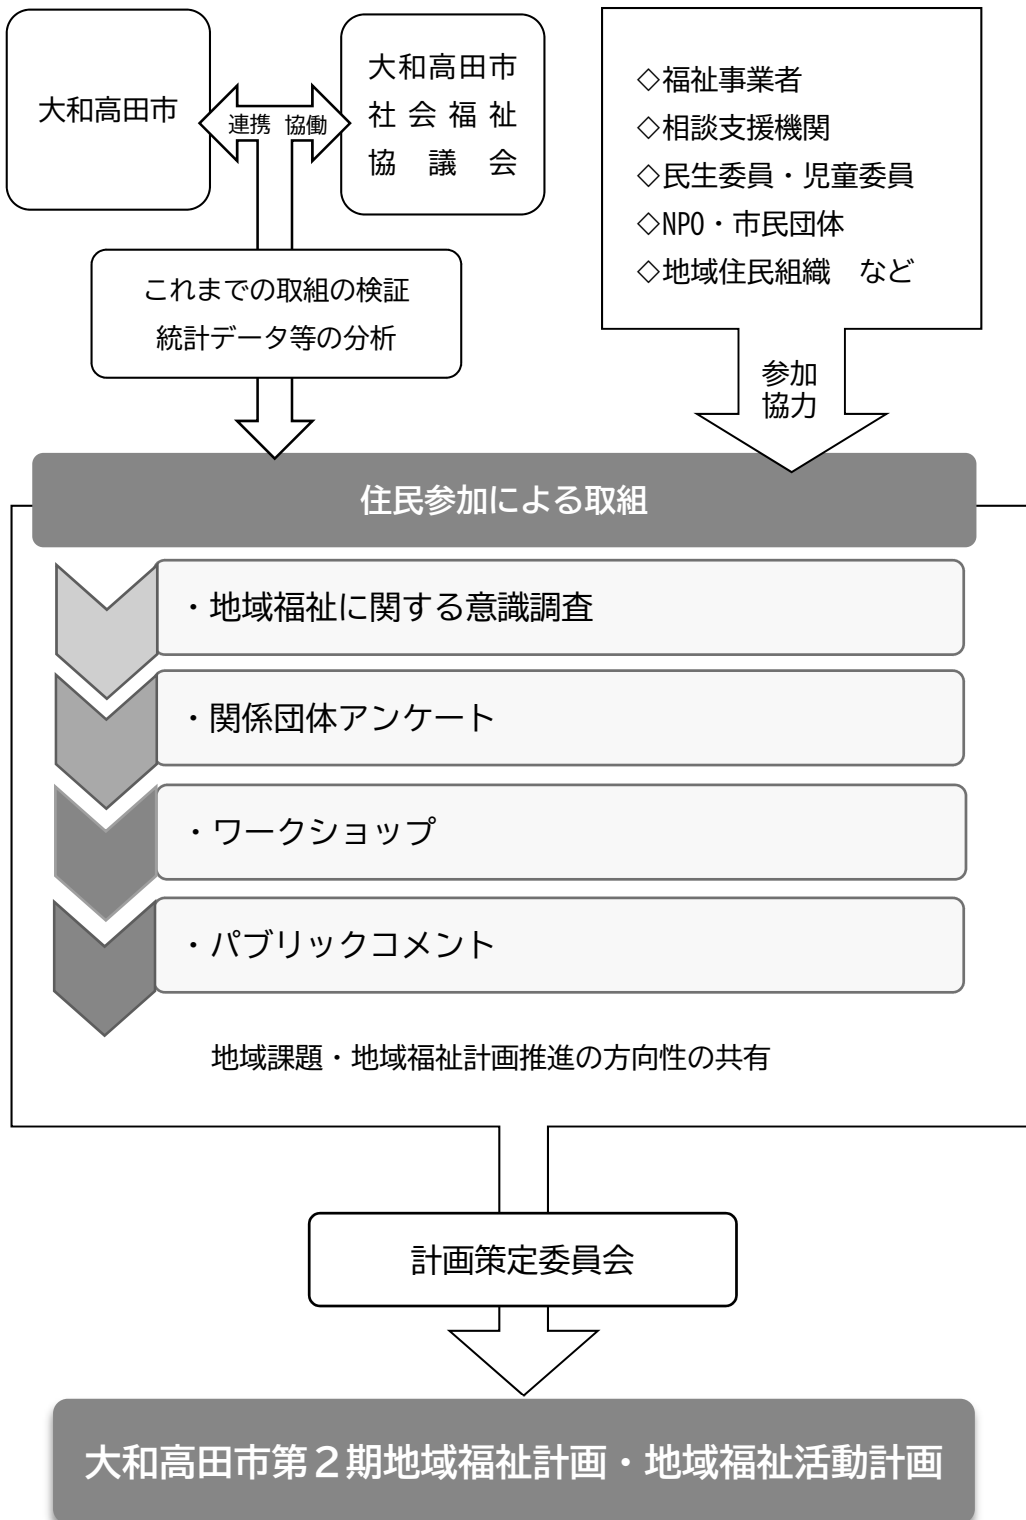 大和高田市
連携 協働
大和高田市
社会福祉
協議会
◇福祉事業者
◇相談支援機関
◇民生委員・児童委員
◇NPO・市民団体
◇地域住民組織　など
これまでの取組の検証
統計データ等の分析
参加
協力
住民参加による取組
・地域福祉に関する意識調査
・関係団体アンケート
・ワークショップ
・パブリックコメント
地域課題・地域福祉計画推進の方向性の共有
計画策定委員会
大和高田市第２期地域福祉計画・地域福祉活動計画